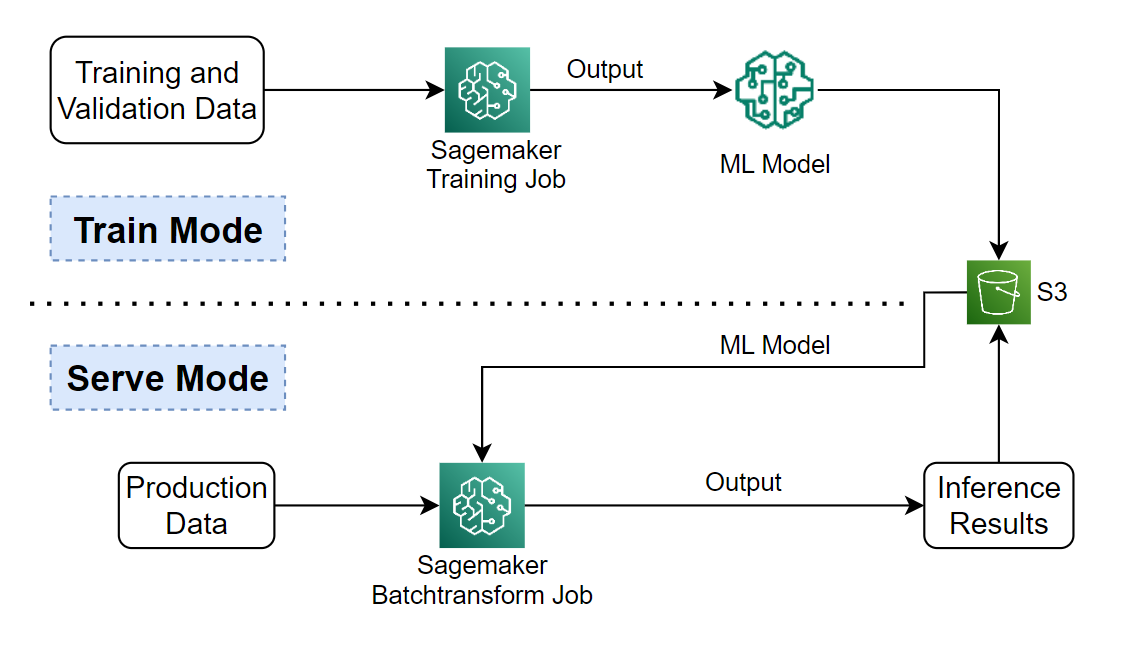 Training and
Validation Data
Output
Sagemaker
Training Job
ML Model
Train Mode
S3
ML Model
Serve Mode
Production
Data
Output
Inference
Results
Sagemaker
Batchtransform Job